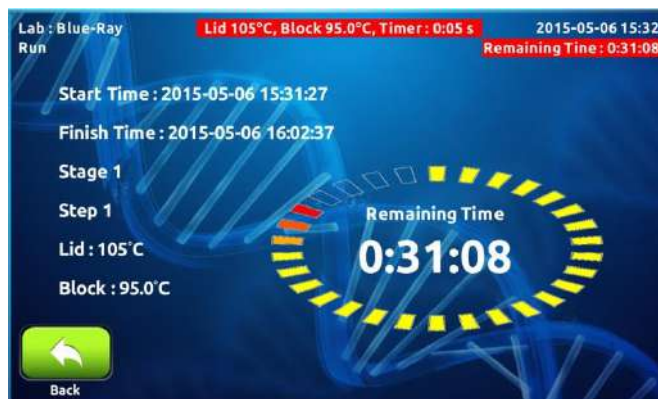 Lab : Blue-Ray
Lid 105°C, Block 95.0°C, Timer : 0:05 s
2015-05-06 15:32
Run
Remaining Tine : 0:31:08
Start Time : 2015-05-06 15:31:27
Finish Time : 2015-05-06 16:02:37
Stage 1
Step 1
Lid : 105°C
Block : 95.0°C
Remaining Time
0:31:08
Back